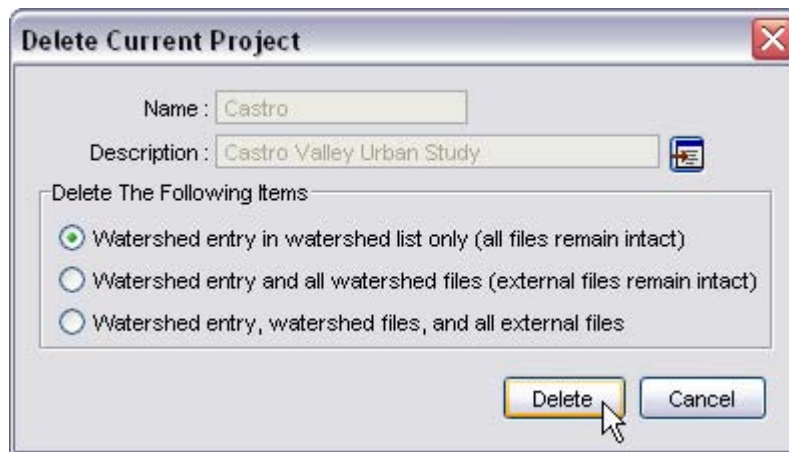 Delete Current Project
Name : Castro
Description : Castro Valley Urban Study
Delete The Following Items
Watershed entry in watershed list only (all files remain intact)
Watershed entry and all watershed files (external files remain intact)
Watershed entry, watershed files, and all external files
Delete Cancel